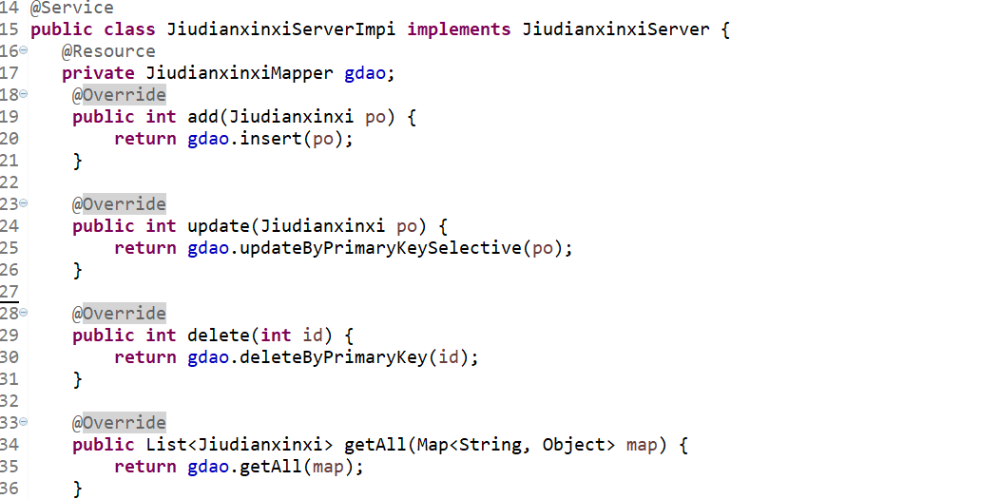 14 @Service
15 public class JiudianxinxiServerImpi implements JiudianxinxiServer {
16 @Resource
17 private JiudianxinxiMapper gdao;
18 @Override
19 public int add(Jiudianxinxi po) {
20 return gdao.insert(po);
21 }
22
23 @Override
24 public int update(Jiudianxinxi po) {
25 return gdao.updateByPrimaryKeySelective(po);
26 }
27
28 @Override
29 public int delete(int id) {
30 return gdao.deleteByPrimaryKey(id);
31 }
32
33 @Override
34 public List<Jiudianxinxi> getAll(Map<String, Object> map) {
35 return gdao.getAll(map);
36 }